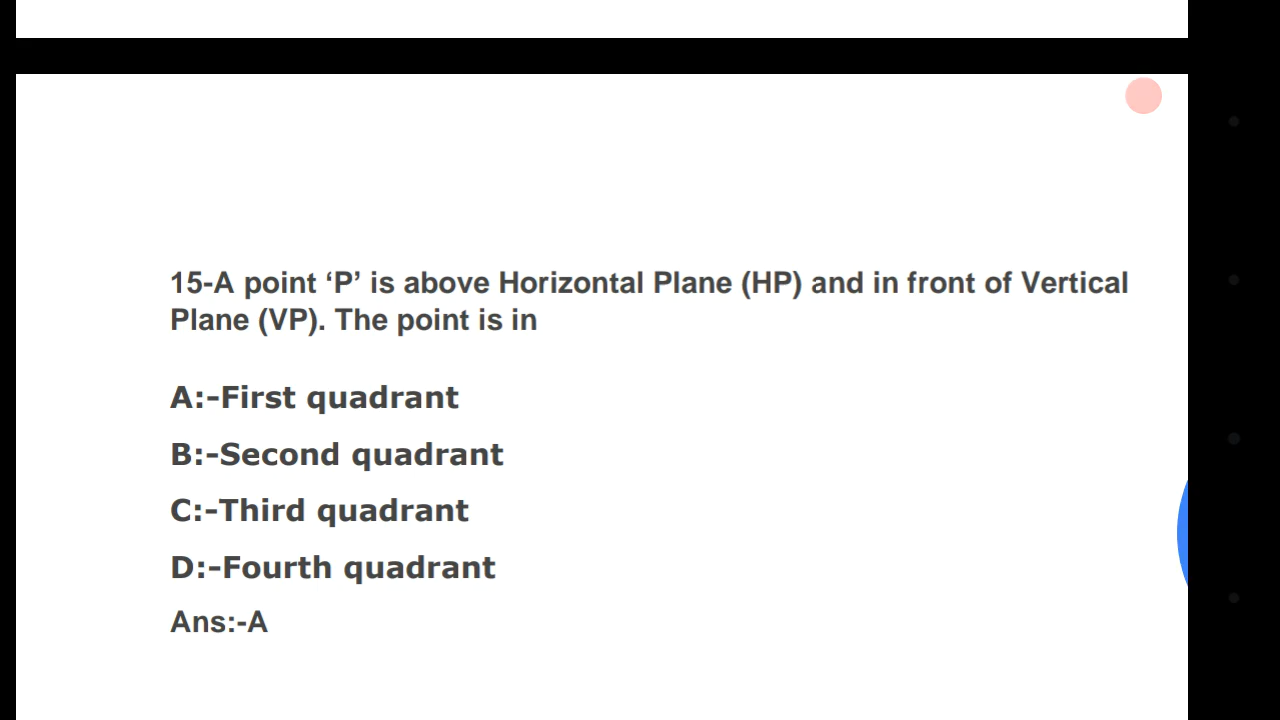 15-A point ‘P’ is above Horizontal Plane (HP) and in front of Vertical
Plane (VP). The point is in
A:-First quadrant
B:-Second quadrant
C:-Third quadrant
D:-Fourth quadrant
Ans:-A